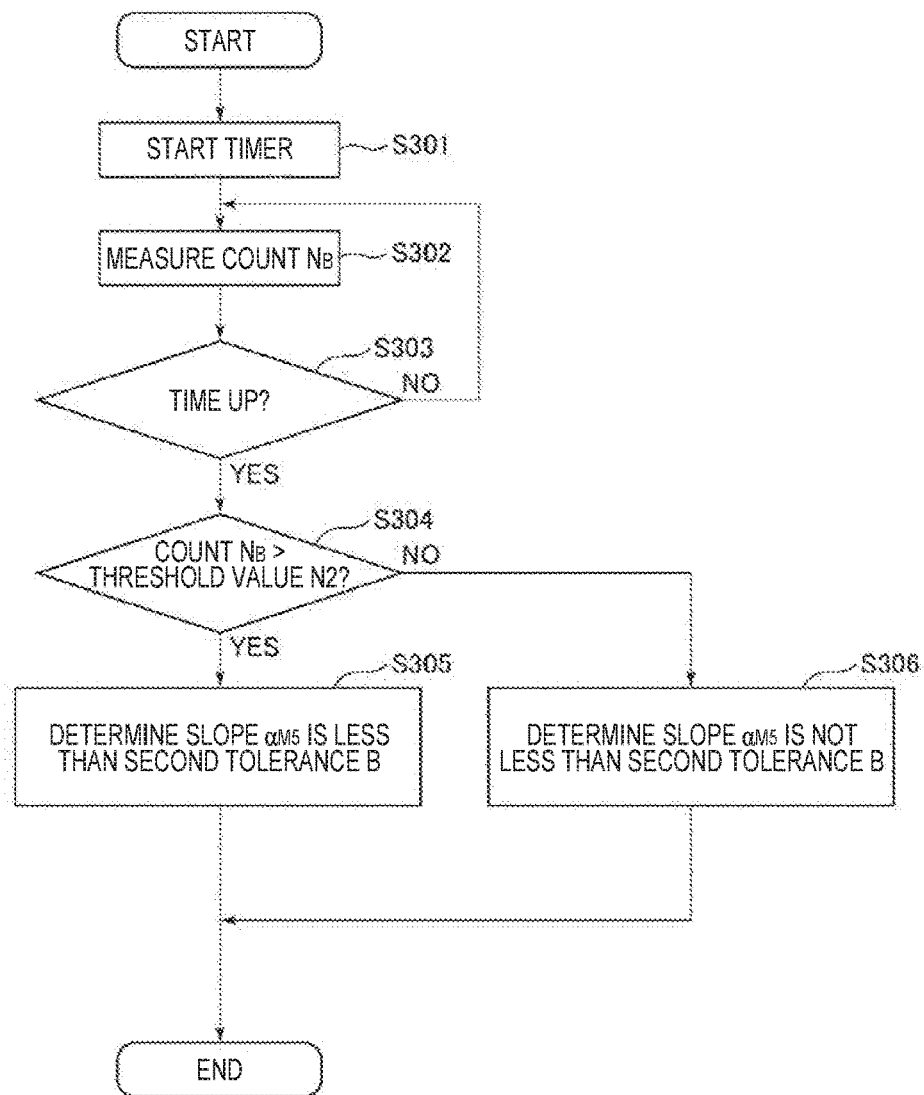 START
START TIMER
S301
MEASURE COUNT NB
S302
S303
TIME UP?
NO
YES
S304
COUNT NB >
THRESHOLD VALUE N2?
NO
YES
S305
DETERMINE SLOPE αM5 IS LESS
THAN SECOND TOLERANCE B
S306
DETERMINE SLOPE αM5 IS NOT
LESS THAN SECOND TOLERANCE B
END